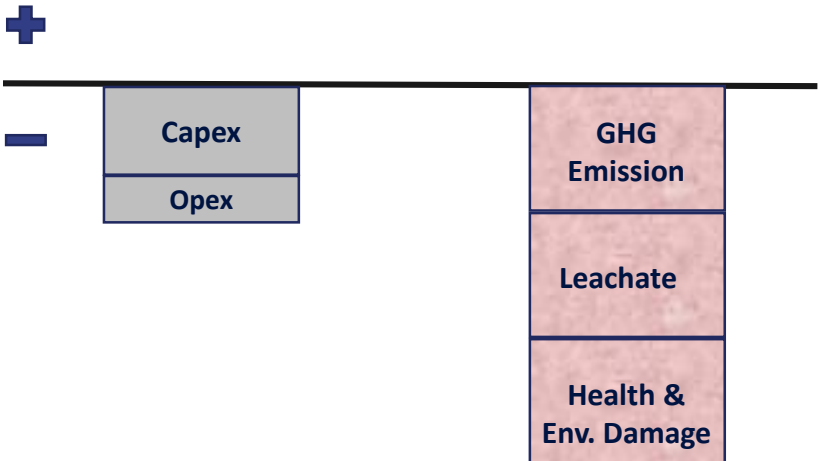 Capex
Opex
GHG
Emission
Leachate
Health &
Env. Damage